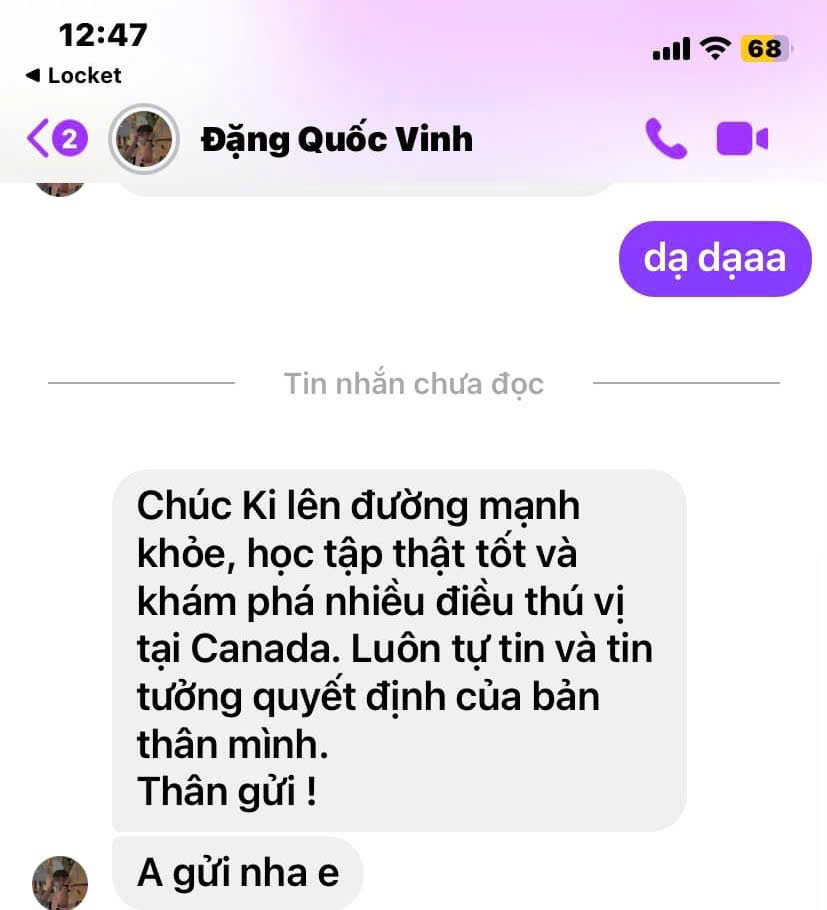 12:47
68
Locket
2
Đặng Quốc Vinh
dạ dạaa
Tin nhắn chưa đọc
Chúc Ki lên đường mạnh
khỏe, học tập thật tốt và
khám phá nhiều điều thú vị
tại Canada. Luôn tự tin và tin
tưởng quyết định của bản
thân mình.
Thân gửi !
A gửi nha e